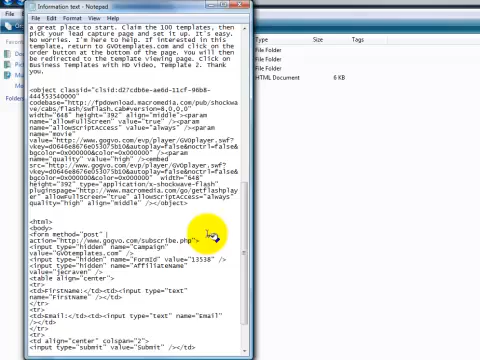 Information text - Notepad
File Edit Format View Help
a great place to start. Claim the 100 templates, then
pick your lead capture page and set it up. It's easy.
No worries. I'm here to help. If interested in this
template, return to GVOtemplates.com and click on the
order button at the bottom of the page. You will then
be redirected to the template viewing page. Click on
Business Templates with HD video, Template 2. Thank
you.
<object classid="clsid:d27cdb6e-ae6d-11cf-96b8-
444553540000"
codebase="http://fpdownload.macromedia.com/pub/shockwa
ve/cabs/flash/swflash.cab#version=8,0,0,0"
width="648" height="392" align="middle"><param
name="allowFullScreen" value="true" /><param
name="allowScriptAccess" value="always" /><param
name="movie"
value="http://www.gogvo.com/evp/player/GVOplayer.swf?
vkey=d0646e8676e053075b10&autoplay=false&noctrl=false&
bgcolor=0x000000&color=0x000000" /><param
name="quality" value="high" /><embed
src="http://www.gogvo.com/evp/player/GVOplayer.swf?
vkey=d0646e8676e053075b10&autoplay=false&noctrl=false&
bgcolor=0x000000&color=0x000000" width="648"
height="392" type="application/x-shockwave-flash"
pluginspage="http://www.macromedia.com/go/getflashplay
er" allowFullScreen="true" allowScriptAccess="always"
quality="high" align="middle" /></object>
<html>
<body>
<form method="post"
action="http://www.gogvo.com/subscribe.php">
<input type="hidden" name="Campaign"
value="GVOtemplates.com" />
<input type="hidden" name="FormId" value="13538" />
<input type="hidden" name="AffiliateName"
value="jecraven" />
<table align="center">
<tr>
<td>FirstName:</td><td><input type="text"
name="FirstName" /></td>
</tr>
<tr>
<td>Email:</td><td><input type="text" name="Email"
/></td>
</tr>
<tr>
<td align="center" colspan="2">
<input type="submit" value="Submit" /></td>
Type Size Tags
File Folder
File Folder
File Folder
HTML Document 6 KB